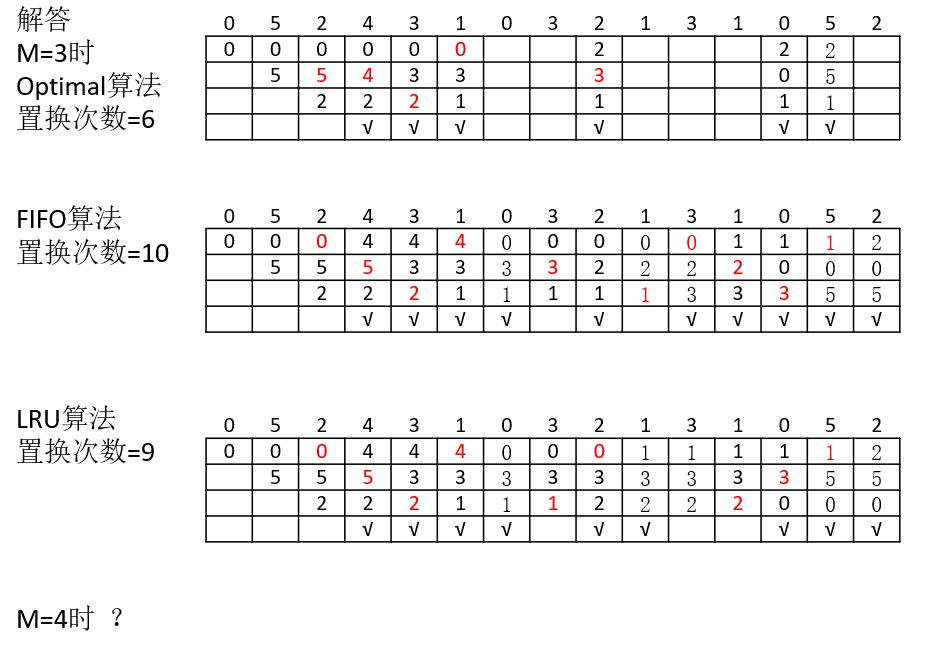 解答 0 5 2 4 3 1 0 3 2 1 3 1 0 5 2
M=3时 0 0 0 0 0 0 2 2 2
Optimal算法 5 5 4 3 3 3 0 5
置换次数=6 2 2 2 1 1 1 1
√ √ √ √ √ √
FIFO算法 0 5 2 4 3 1 0 3 2 1 3 1 0 5 2
置换次数=10 0 0 0 4 4 4 0 0 0 0 0 1 1 1 2
5 5 5 3 3 3 3 2 2 2 2 0 0 0
2 2 2 1 1 1 1 1 3 3 3 5 5
√ √ √ √ √ √ √ √ √ √
LRU算法 0 5 2 4 3 1 0 3 2 1 3 1 0 5 2
置换次数=9 0 0 0 4 4 4 0 0 0 1 1 1 1 1 2
5 5 5 3 3 3 3 3 3 3 3 3 5 5
2 2 2 1 1 1 2 2 2 2 0 0 0
√ √ √ √ √ √ √ √ √
M=4时 ？